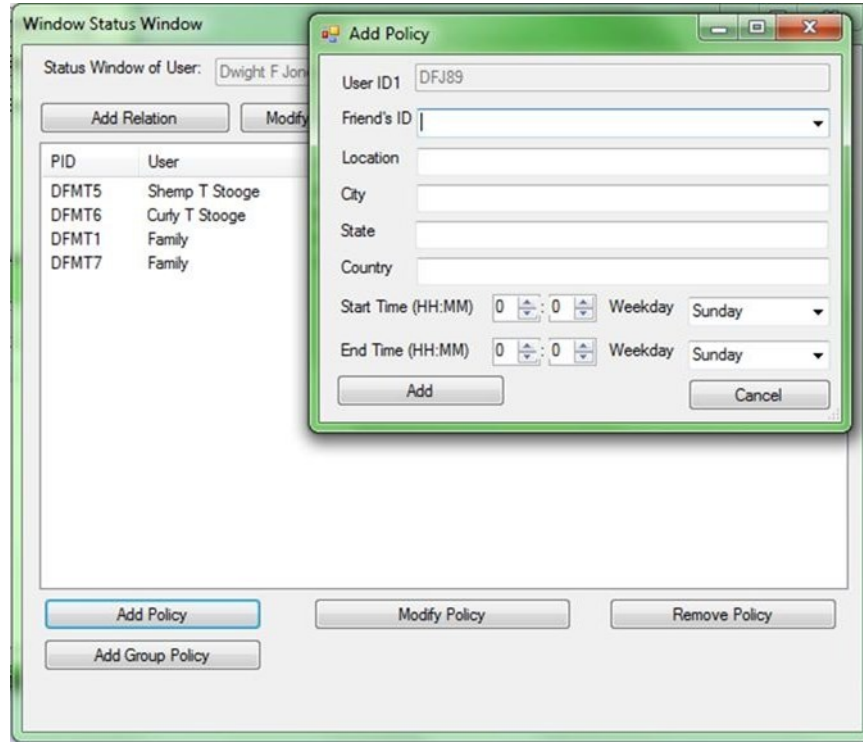 Window Status Window
Status Window of User: Dwight F Jon
Add Relation Modify
PID User
DFMT5 Shemp T Stooge
DFMT6 Curly T Stooge
DFMT1 Family
DFMT7 Family
Add Policy Modify Policy Remove Policy
Add Group Policy
Add Policy
User ID1 DFJ89
Friend's ID
Location
City
State
Country
Start Time (HH:MM) 0 : 0 Weekday Sunday
End Time (HH:MM) 0 : 0 Weekday Sunday
Add Cancel